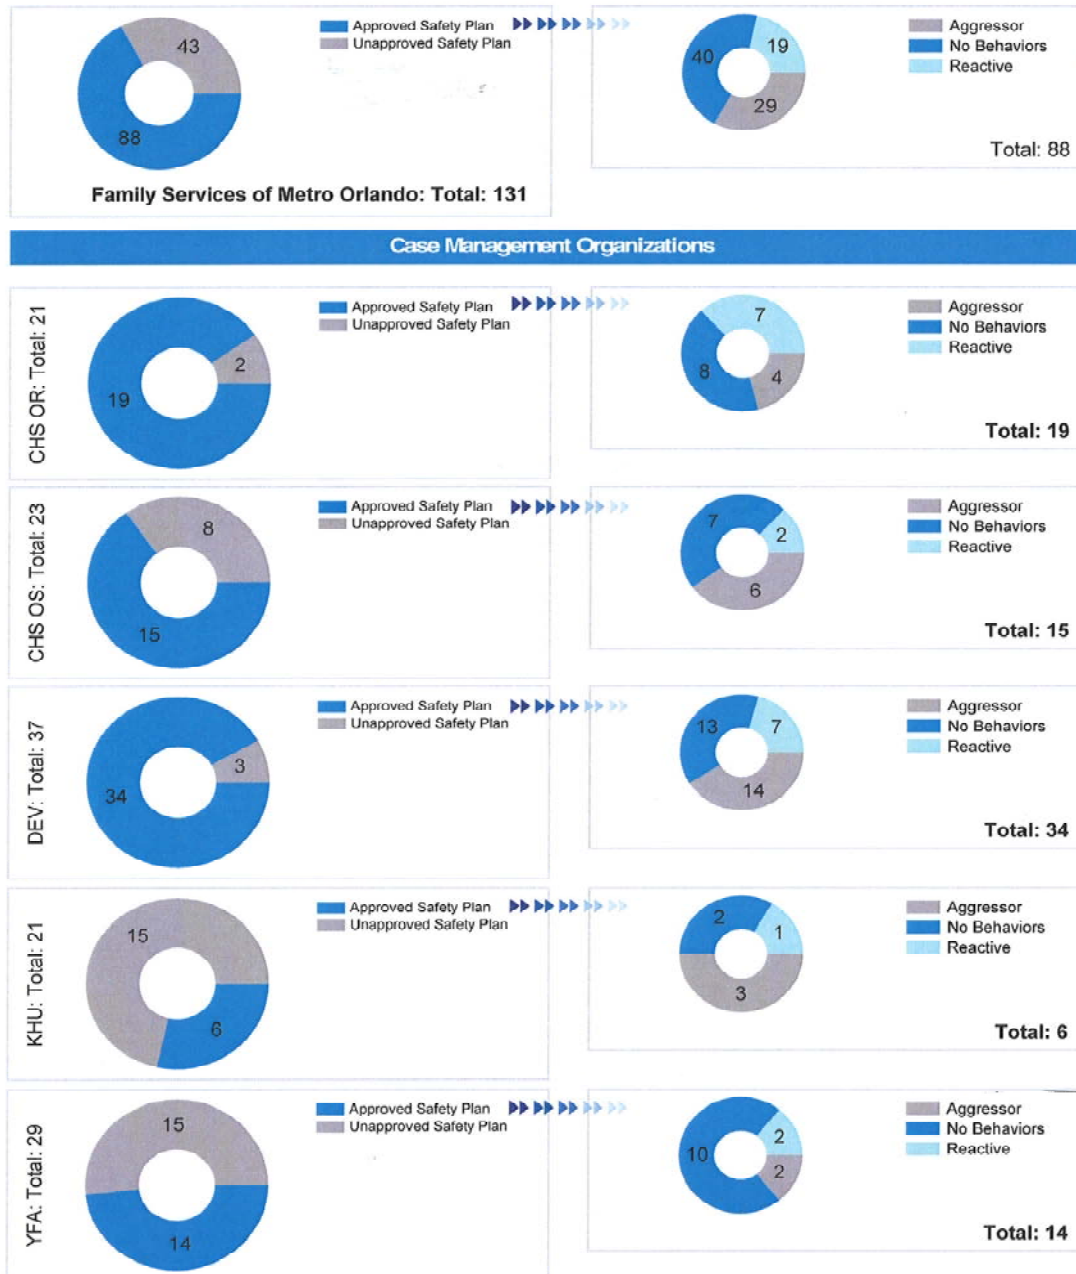 43
88
Approved Safety Plan
Unapproved Safety Plan
Family Services of Metro Orlando: Total: 131
40
19
29
Aggressor
No Behaviors
Reactive
Total: 88
Case Management Organizations
CHS OR: Total: 21
2
19
Approved Safety Plan
Unapproved Safety Plan
7
8
4
Aggressor
No Behaviors
Reactive
Total: 19
CHS OS: Total: 23
8
15
Approved Safety Plan
Unapproved Safety Plan
7
2
6
Aggressor
No Behaviors
Reactive
Total: 15
DEV: Total: 37
3
34
Approved Safety Plan
Unapproved Safety Plan
13
7
14
Aggressor
No Behaviors
Reactive
Total: 34
KHU: Total: 21
15
6
Approved Safety Plan
Unapproved Safety Plan
2
1
3
Aggressor
No Behaviors
Reactive
Total: 6
YFA: Total: 29
15
14
Approved Safety Plan
Unapproved Safety Plan
10
2
2
Aggressor
No Behaviors
Reactive
Total: 14